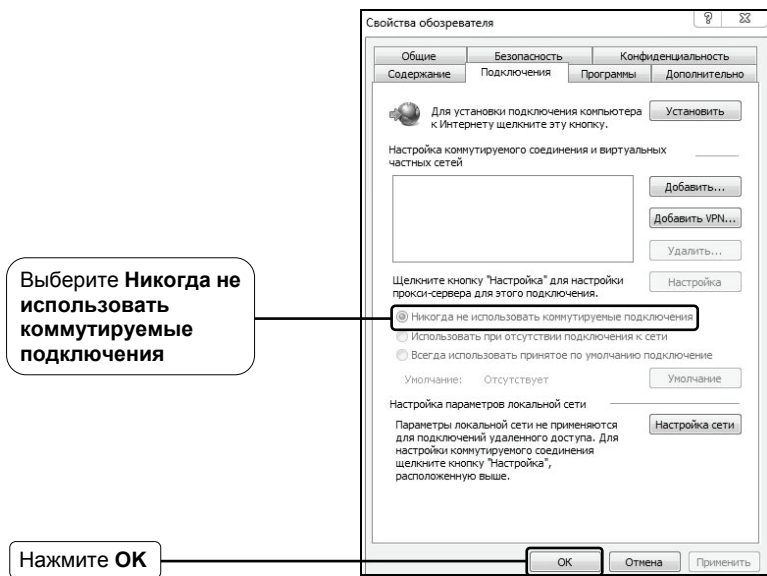 Свойства обозревателя
Общие Безопасность Конфиденциальность
Содержание Подключения Программы Дополнительно
Для установки подключения компьютера
к Интернету щелкните эту кнопку.
Установить
Настройка коммутируемого соединения и виртуальных
частных сетей
Добавить...
Добавить VPN...
Удалить...
Щелкните кнопку "Настройка" для настройки
прокси-сервера для этого подключения.
Настройка
Выберите Никогда не
использовать
коммутируемые
подключения
Никогда не использовать коммутируемые подключения
Использовать при отсутствии подключения к сети
Всегда использовать принятое по умолчанию подключение
Умолчание: Отсутствует Умолчание
Настройка параметров локальной сети
Параметры локальной сети не применяются
для подключений удаленного доступа. Для
настройки коммутируемого соединения
щелкните кнопку "Настройка",
расположенную выше.
Настройка сети
Нажмите OK
OK Отмена Применить